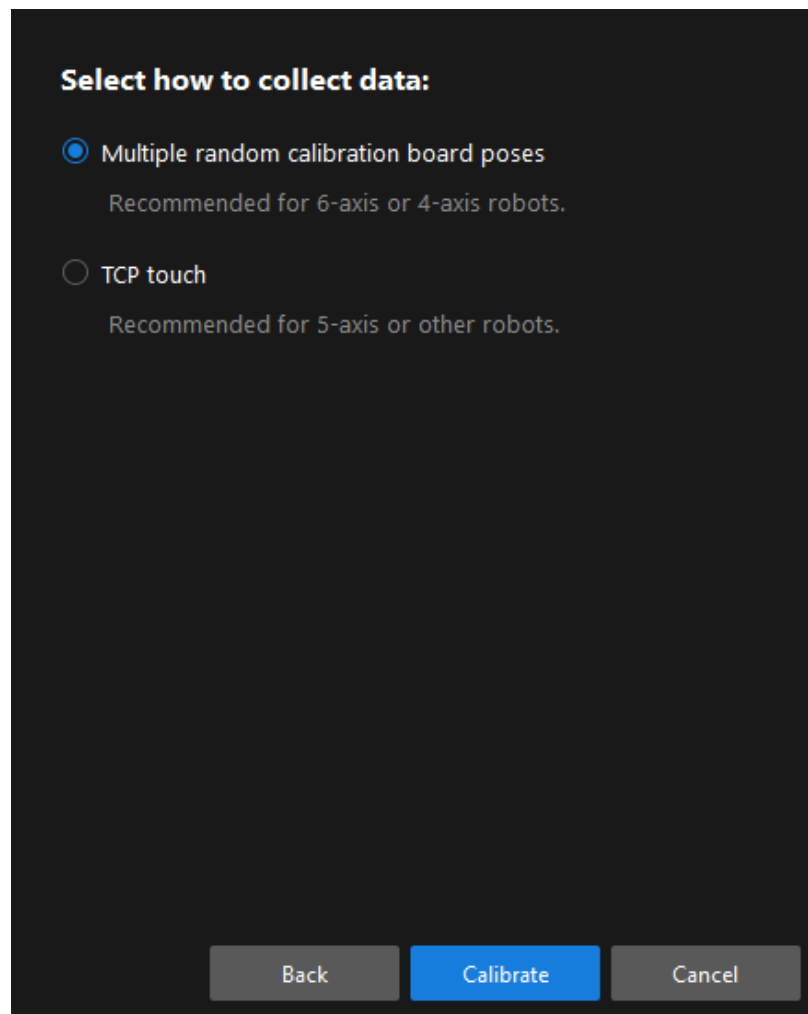 Select how to collect data:
Multiple random calibration board poses
Recommended for 6-axis or 4-axis robots.
TCP touch
Recommended for 5-axis or other robots.
Back
Calibrate
Cancel